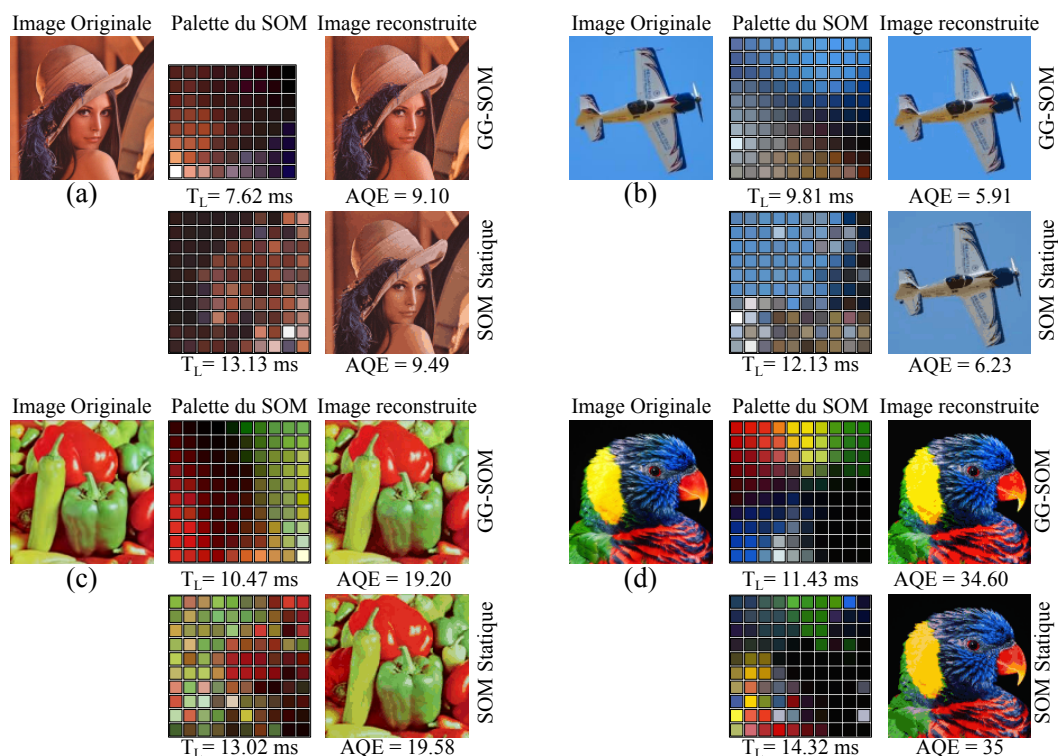 Image Originale Palette du SOM Image reconstruite
GG-SOM
(a)
T_L= 7.62 ms AQE = 9.10
SOM Statique
T_L= 13.13 ms AQE = 9.49
Image Originale Palette du SOM Image reconstruite
GG-SOM
(b)
T_L= 9.81 ms AQE = 5.91
SOM Statique
T_L= 12.13 ms AQE = 6.23
Image Originale Palette du SOM Image reconstruite
GG-SOM
(c)
T_L= 10.47 ms AQE = 19.20
SOM Statique
T_L= 13.02 ms AQE = 19.58
Image Originale Palette du SOM Image reconstruite
GG-SOM
(d)
T_L= 11.43 ms AQE = 34.60
SOM Statique
T_L= 14.32 ms AQE = 35